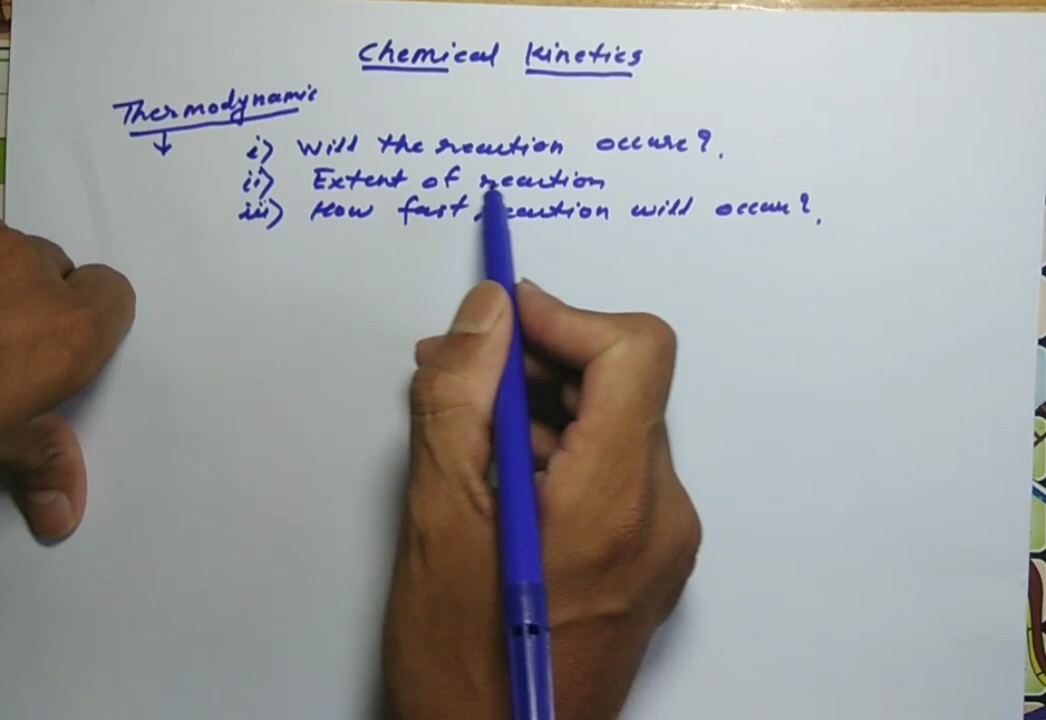 Chemical Kinetics
Thermodynamic
i) Will the reaction occure?.
ii) Extent of reaction
iii) How fast reaction will occur?.